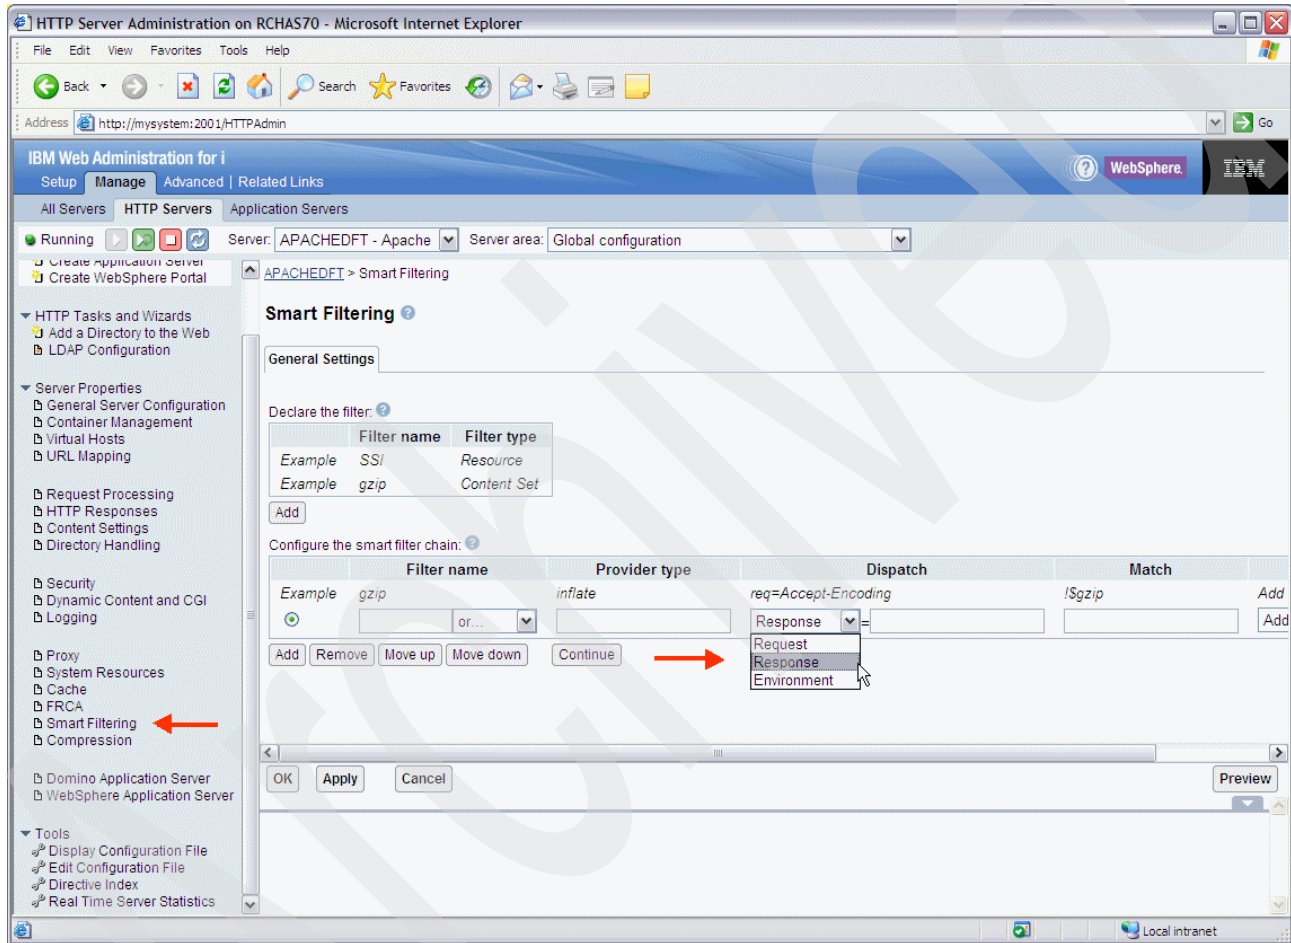 HTTP Server Administration on RCHAS70 - Microsoft Internet Explorer
File Edit View Favorites Tools Help
Back Search Favorites
Address http://mysystem:2001/HTTPAdmin Go
IBM Web Administration for i
Setup Manage Advanced | Related Links WebSphere. IBM
All Servers HTTP Servers Application Servers
Running Server: APACHEDFT - Apache Server area: Global configuration
Create Application Server
Create WebSphere Portal
HTTP Tasks and Wizards
Add a Directory to the Web
LDAP Configuration
Server Properties
General Server Configuration
Container Management
Virtual Hosts
URL Mapping
Request Processing
HTTP Responses
Content Settings
Directory Handling
Security
Dynamic Content and CGI
Logging
Proxy
System Resources
Cache
FRCA
Smart Filtering
Compression
Domino Application Server
WebSphere Application Server
Tools
Display Configuration File
Edit Configuration File
Directive Index
Real Time Server Statistics
APACHEDFT > Smart Filtering
Smart Filtering
General Settings
Declare the filter:
Filter name Filter type
Example SSI Resource
Example gzip Content Set
Add
Configure the smart filter chain:
Filter name Provider type Dispatch Match
Example gzip inflate req=Accept-Encoding !$gzip Add
or... Response = Add
Add Remove Move up Move down Continue
Request
Response
Environment
OK Apply Cancel Preview
Local intranet
Archived